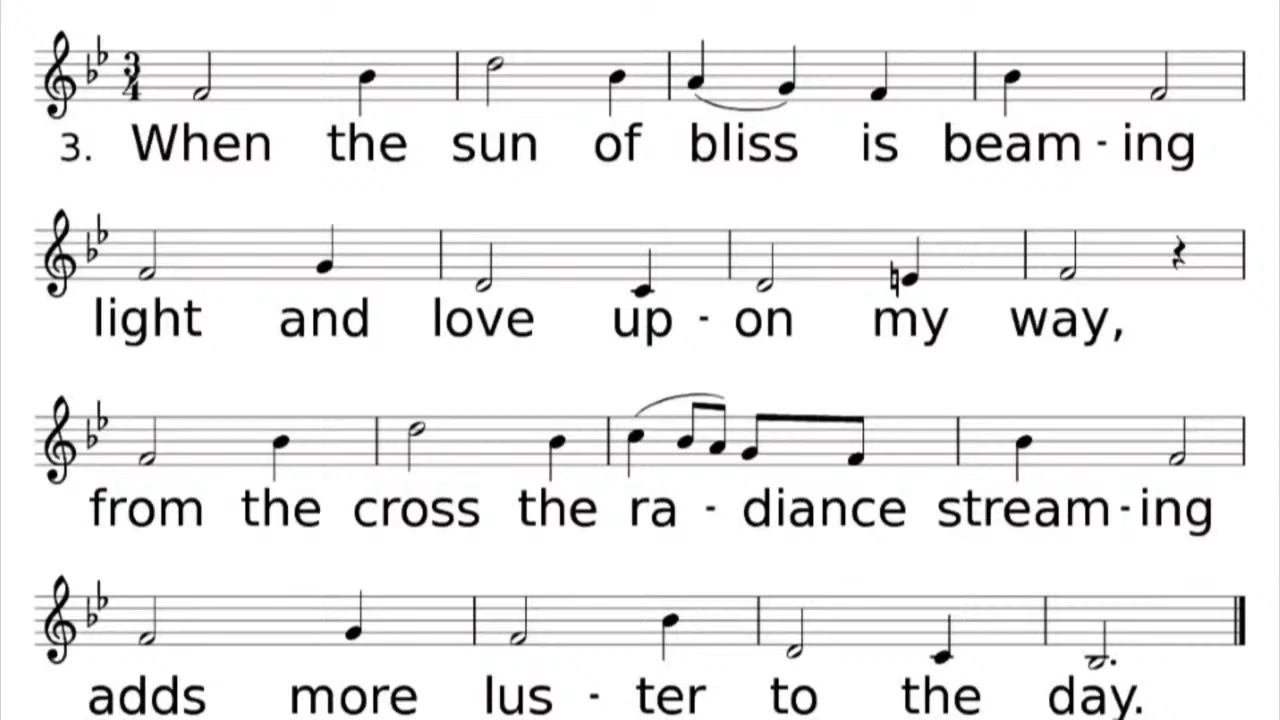 3. When the sun of bliss is beam - ing
light and love up - on my way,
from the cross the ra - diance stream - ing
adds more lus - ter to the day.